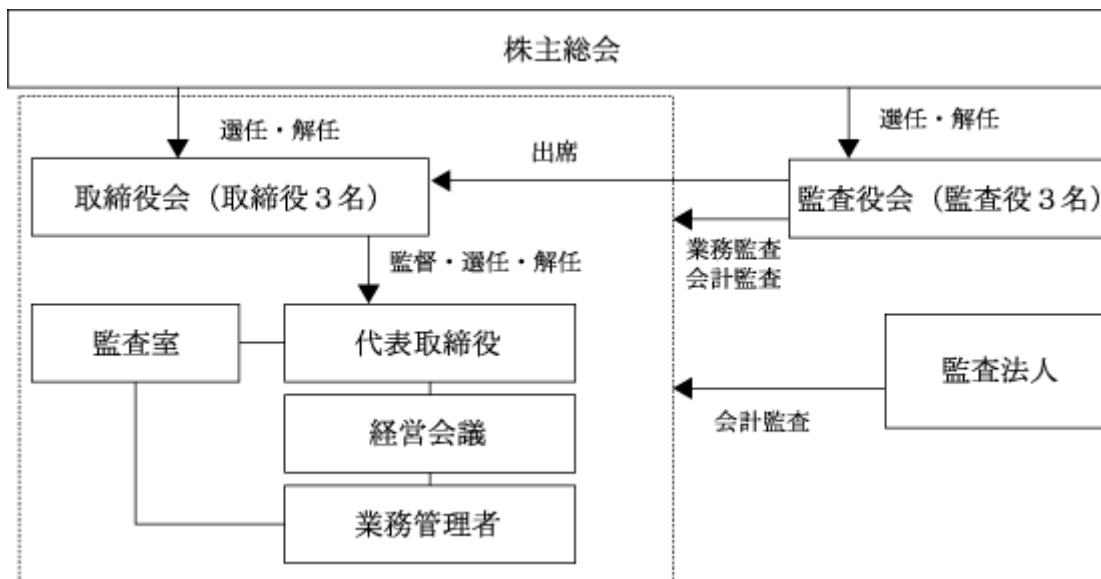 株主総会
選任・解任
選任・解任
出席
取締役会（取締役３名）
監査役会（監査役３名）
業務監査
会計監査
監督・選任・解任
監査室
代表取締役
監査法人
会計監査
経営会議
業務管理者